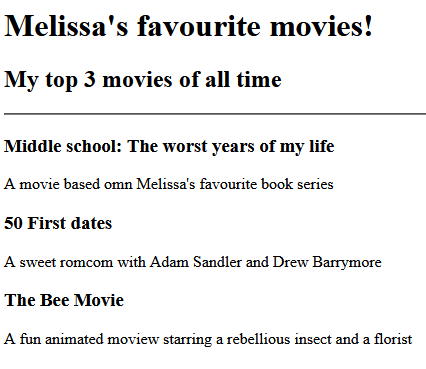 Melissa's favourite movies!
My top 3 movies of all time
Middle school: The worst years of my life
A movie based omn Melissa's favourite book series
50 First dates
A sweet romcom with Adam Sandler and Drew Barrymore
The Bee Movie
A fun animated moview starring a rebellious insect and a florist